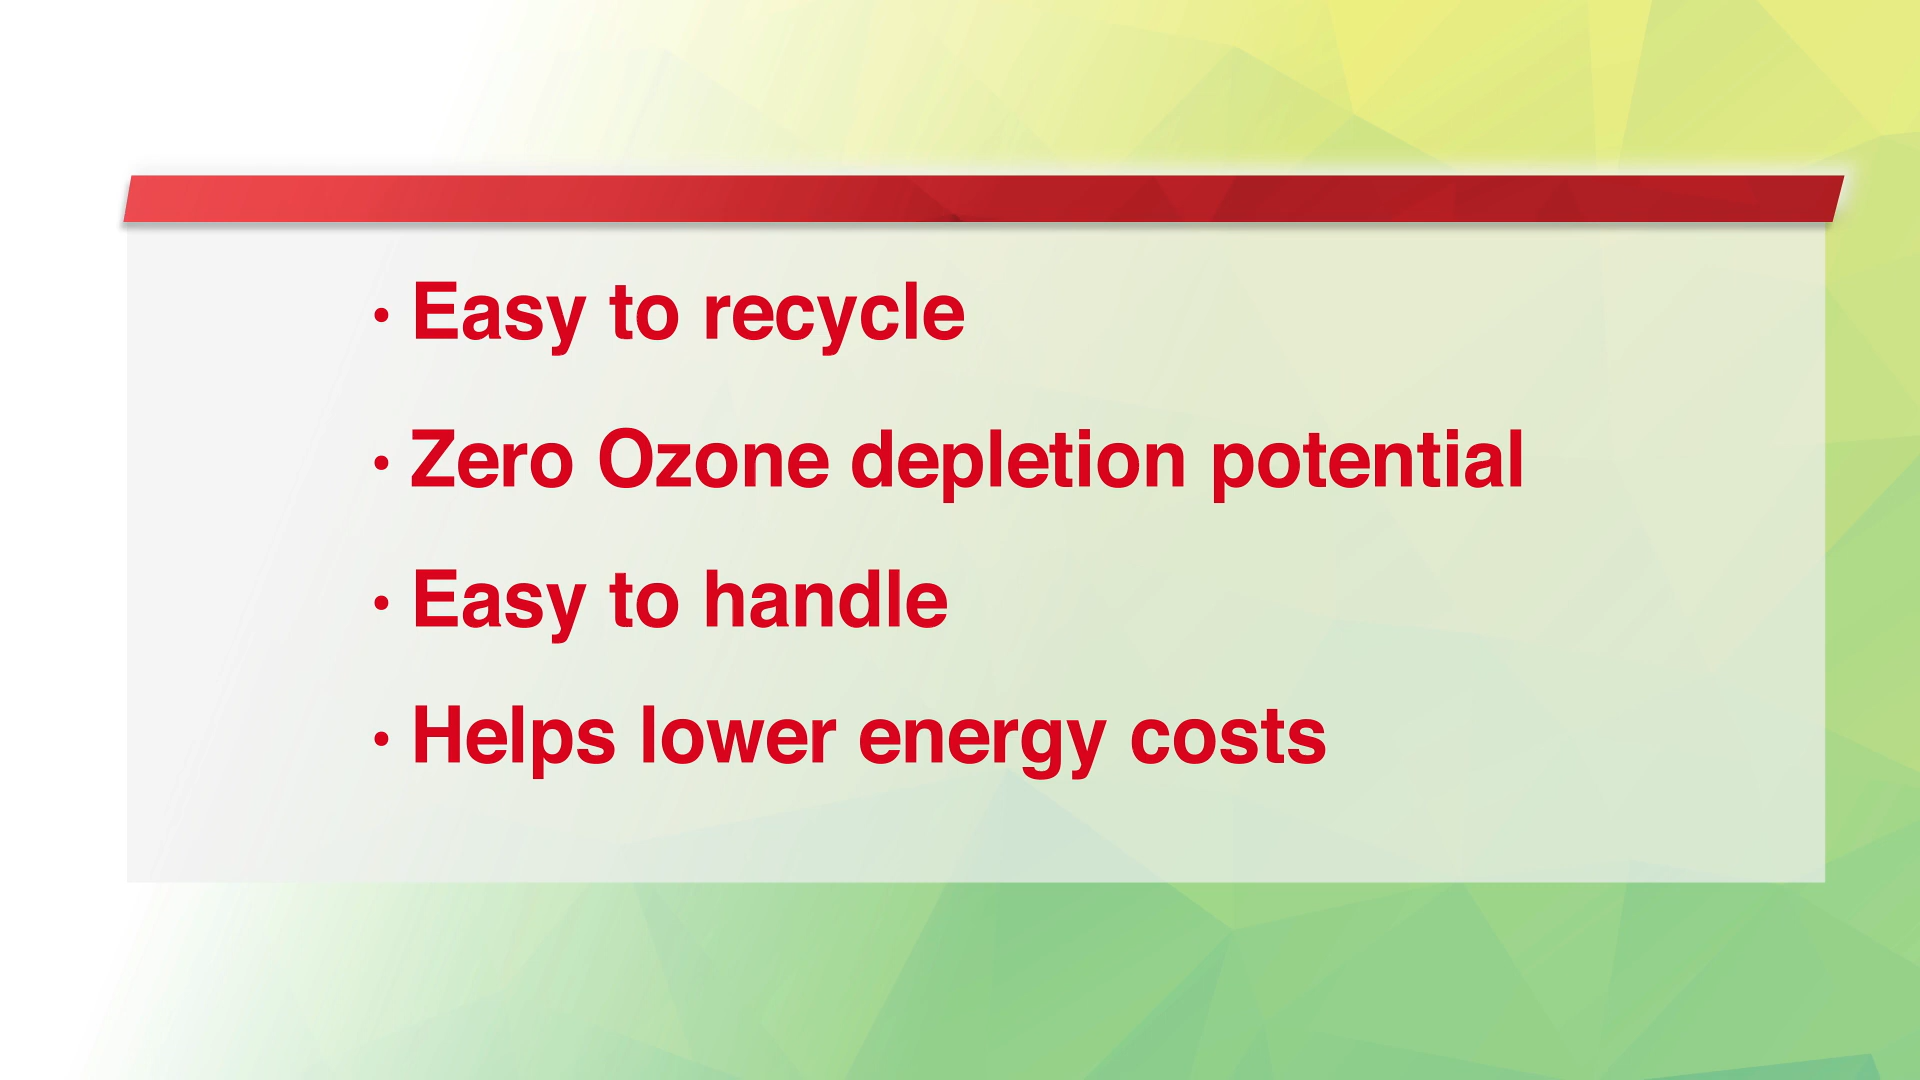 • Easy to recycle
• Zero Ozone depletion potential
• Easy to handle
• Helps lower energy costs